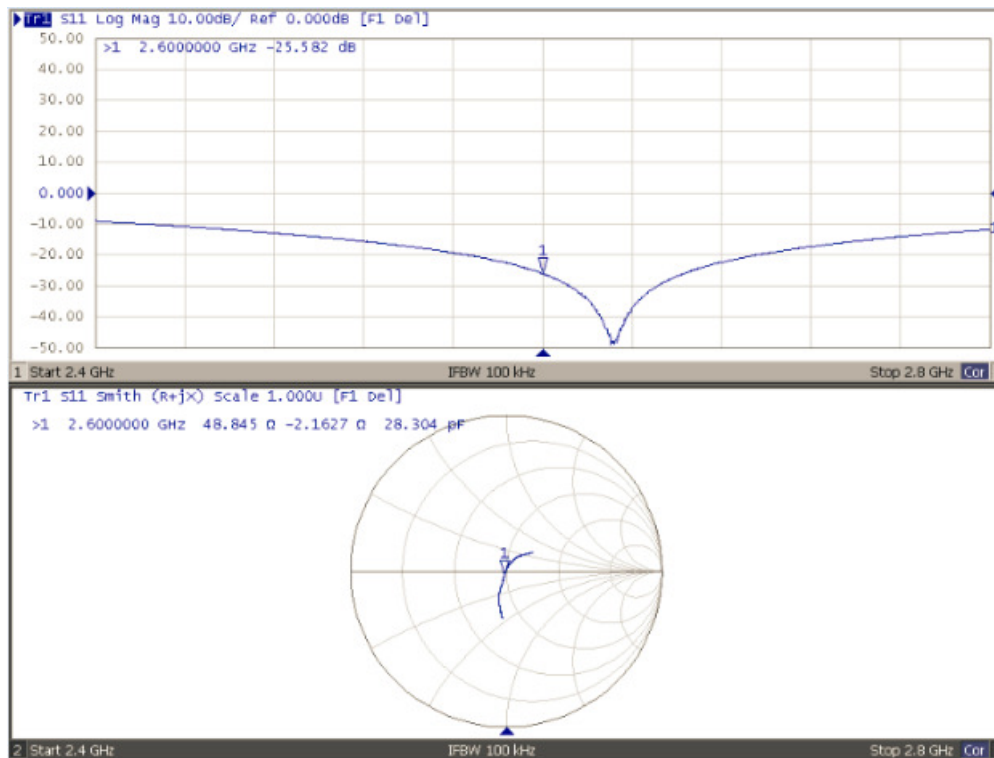 Tr1 S11 Log Mag 10.00dB/ Ref 0.000dB [F1 Del]
50.00
>1 2.6000000 GHz -25.582 dB
40.00
30.00
20.00
10.00
0.000
-10.00
1
-20.00
1
-30.00
-40.00
-50.00
1 Start 2.4 GHz IFBW 100 kHz Stop 2.8 GHz Cor
Tr1 S11 Smith (R+jX) Scale 1.000U [F1 Del]
>1 2.6000000 GHz 48.845 Ω -2.1627 Ω 28.304 pF
1
2 Start 2.4 GHz IFBW 100 kHz Stop 2.8 GHz Cor